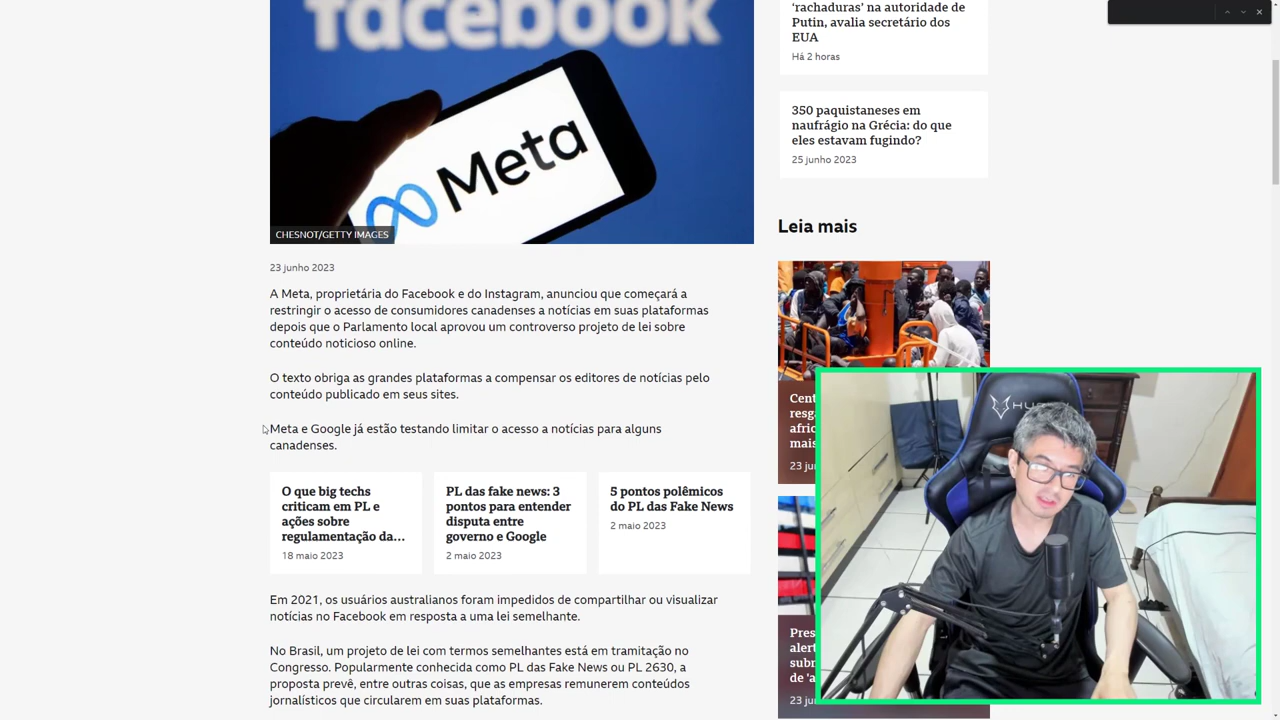 facebook
Meta
CHESNOT/GETTY IMAGES
23 junho 2023
A Meta, proprietária do Facebook e do Instagram, anunciou que começará a
restringir o acesso de consumidores canadenses a notícias em suas plataformas
depois que o Parlamento local aprovou um controverso projeto de lei sobre
conteúdo noticioso online.
O texto obriga as grandes plataformas a compensar os editores de notícias pelo
conteúdo publicado em seus sites.
Meta e Google já estão testando limitar o acesso a notícias para alguns
canadenses.
O que big techs
criticam em PL e
ações sobre
regulamentação da...
18 maio 2023
PL das fake news: 3
pontos para entender
disputa entre
governo e Google
2 maio 2023
5 pontos polêmicos
do PL das Fake News
2 maio 2023
Em 2021, os usuários australianos foram impedidos de compartilhar ou visualizar
notícias no Facebook em resposta a uma lei semelhante.
No Brasil, um projeto de lei com termos semelhantes está em tramitação no
Congresso. Popularmente conhecida como PL das Fake News ou PL 2630, a
proposta prevê, entre outras coisas, que as empresas remunerem conteúdos
jornalísticos que circularem em suas plataformas.
'rachaduras' na autoridade de
Putin, avalia secretário dos
EUA
Há 2 horas
350 paquistaneses em
naufrágio na Grécia: do que
eles estavam fugindo?
25 junho 2023
Leia mais
Cent
resg
afric
mais
23 ju
Pres
alert
subr
de 'a
23 ju